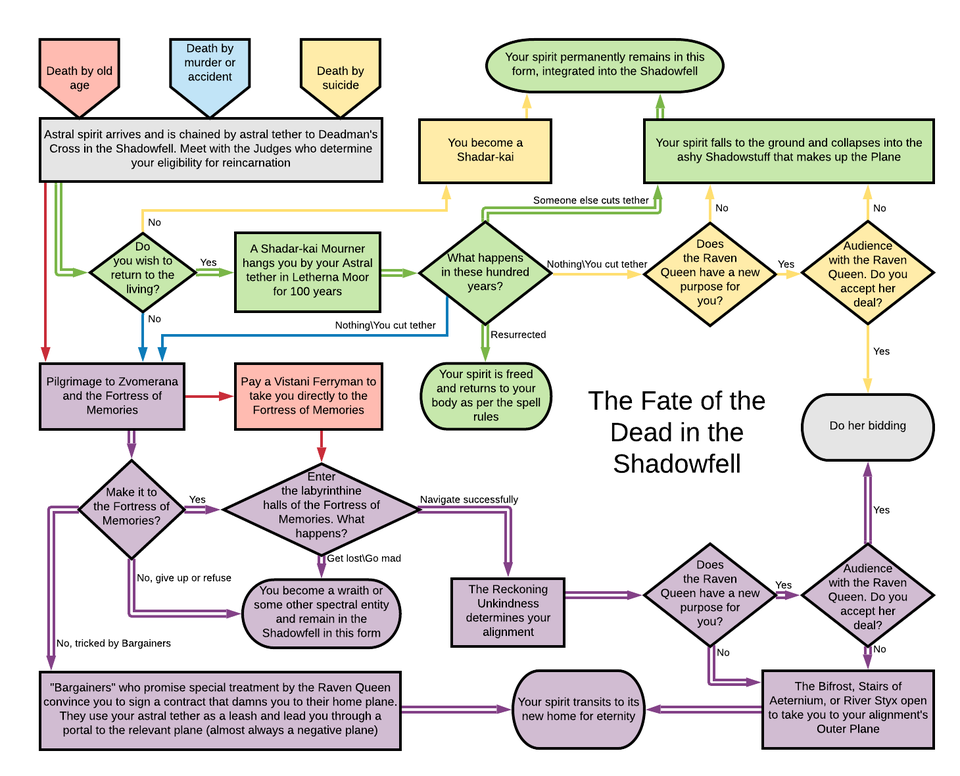 Death by old
age
Death by
murder or
accident
Death by
suicide
Your spirit permanently remains in this
form, integrated into the Shadowfell
Astral spirit arrives and is chained by astral tether to Deadman's
Cross in the Shadowfell. Meet with the Judges who determine
your eligibility for reincarnation
You become a
Shadar-kai
Your spirit falls to the ground and collapses into the
ashy Shadowstuff that makes up the Plane
No
Someone else cuts tether
No
No
Do
you wish to
return to the
living?
Yes
A Shadar-kai Mourner
hangs you by your Astral
tether in Letherna Moor
for 100 years
What happens
in these hundred
years?
Nothing\You cut tether
Does
the Raven
Queen have a new
purpose for
you?
Yes
Audience
with the Raven
Queen. Do you
accept her
deal?
No
Nothing\You cut tether
Resurrected
Yes
Pilgrimage to Zvomerana
and the Fortress of
Memories
Pay a Vistani Ferryman to
take you directly to the
Fortress of Memories
Your spirit is freed
and returns to your
body as per the spell
rules
The Fate of the
Dead in the
Shadowfell
Do her bidding
Make it to
the Fortress of
Memories?
Yes
Enter
the labyrinthine
halls of the Fortress of
Memories. What
happens?
Navigate successfully
Yes
Get lost\Go mad
No, give up or refuse
You become a wraith or
some other spectral entity
and remain in the
Shadowfell in this form
The Reckoning
Unkindness
determines your
alignment
Does
the Raven
Queen have a new
purpose for
you?
Yes
Audience
with the Raven
Queen. Do you
accept her
deal?
No, tricked by Bargainers
No
No
"Bargainers" who promise special treatment by the Raven Queen
convince you to sign a contract that damns you to their home plane.
They use your astral tether as a leash and lead you through a
portal to the relevant plane (almost always a negative plane)
Your spirit transits to its
new home for eternity
The Bifrost, Stairs of
Aeternium, or River Styx open
to take you to your alignment's
Outer Plane